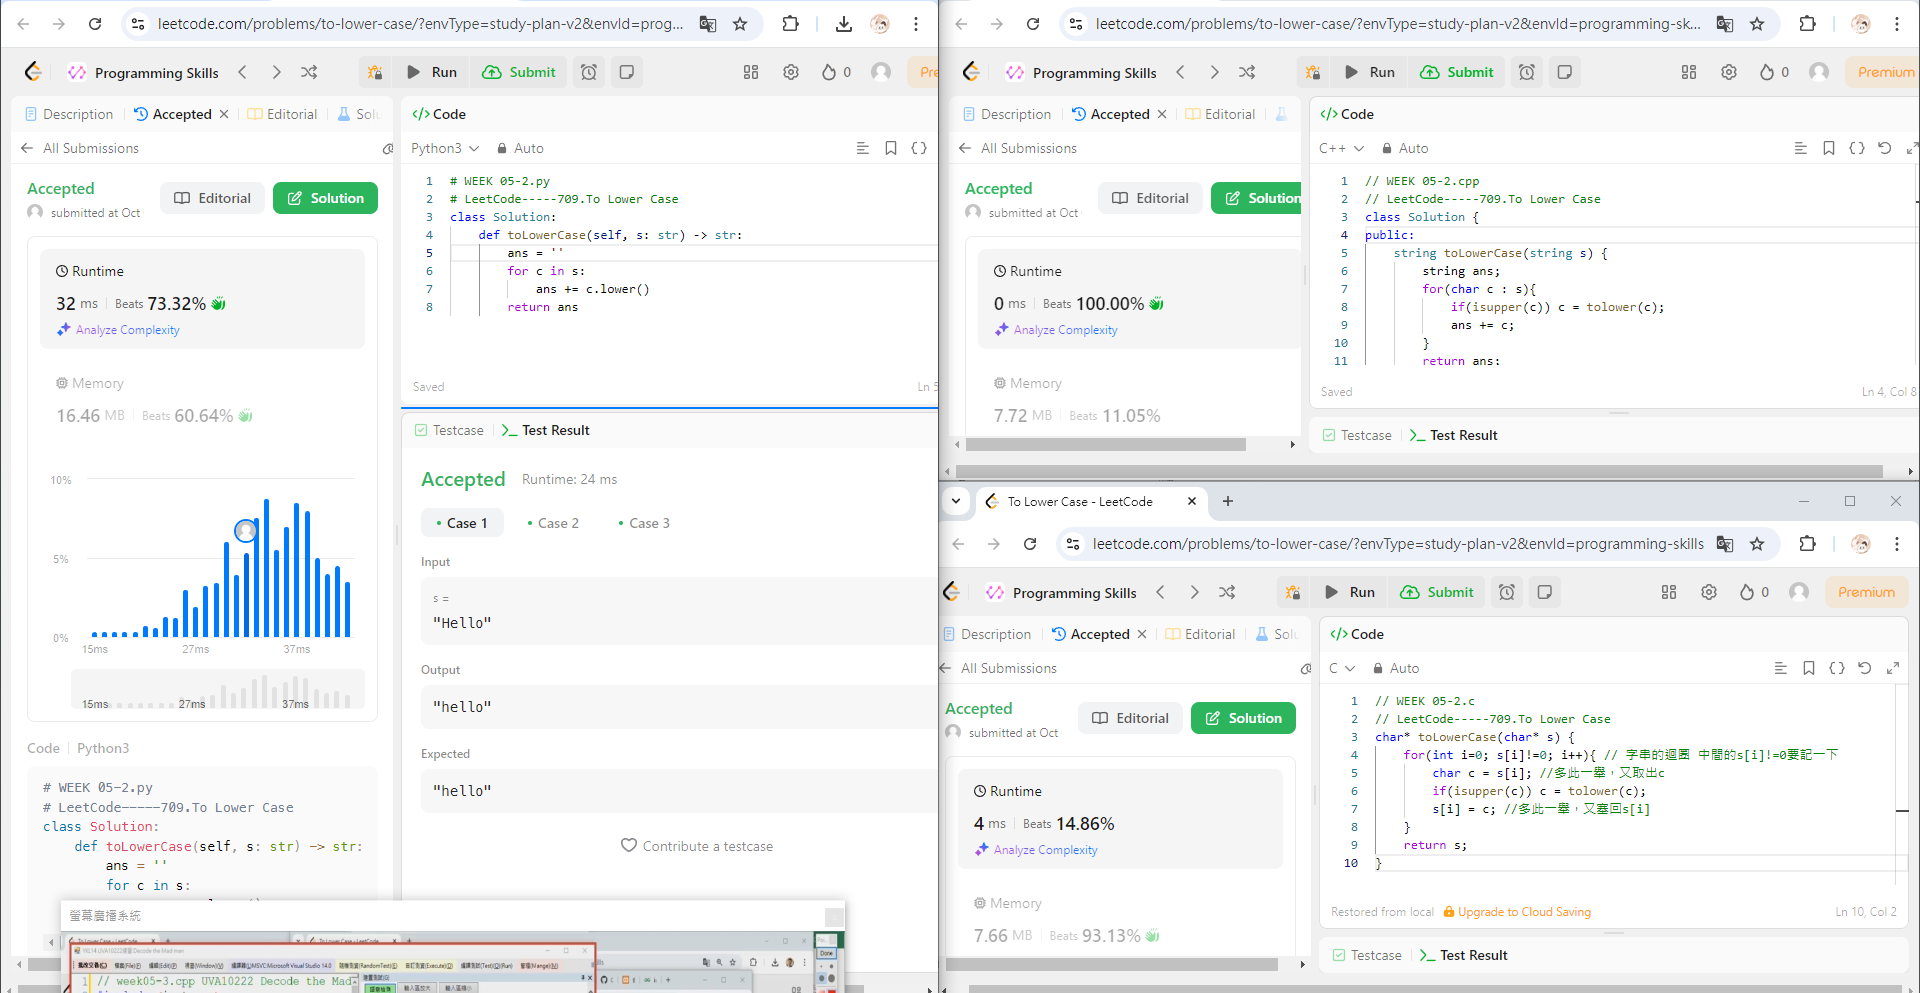 leetcode.com/problems/to-lower-case/?envType=study-plan-v2&envId=prog...
Programming Skills
Run
Submit
0
Pre
Description
Accepted
Editorial
Solu
</> Code
All Submissions
Python3
Auto
Accepted
submitted at Oct
Editorial
Solution
Runtime
32 ms
Beats 73.32%
Analyze Complexity
Memory
16.46 MB
Beats 60.64%
10%
5%
0%
15ms
27ms
37ms
15ms
27ms
37ms
Code
Python3
# WEEK 05-2.py
# LeetCode-----709.To Lower Case
class Solution:
def toLowerCase(self, s: str) -> str:
ans = ''
for c in s:
1 # WEEK 05-2.py
2 # LeetCode-----709.To Lower Case
3 class Solution:
4 def toLowerCase(self, s: str) -> str:
5 ans = ''
6 for c in s:
7 ans += c.lower()
8 return ans
Saved
Ln 5
Testcase
Test Result
Accepted
Runtime: 24 ms
Case 1
Case 2
Case 3
Input
s =
"Hello"
Output
"hello"
Expected
"hello"
Contribute a testcase
螢幕廣播系統
To Lower Case - LeetCode
// week05-3.cpp UVA10222 Decode the Mad
leetcode.com/problems/to-lower-case/?envType=study-plan-v2&envId=programming-sk...
Programming Skills
Run
Submit
0
Premium
Description
Accepted
Editorial
</> Code
All Submissions
C++
Auto
Accepted
submitted at Oct
Editorial
Solution
Runtime
0 ms
Beats 100.00%
Analyze Complexity
Memory
7.72 MB
Beats 11.05%
1 // WEEK 05-2.cpp
2 // LeetCode-----709.To Lower Case
3 class Solution {
4 public:
5 string toLowerCase(string s) {
6 string ans;
7 for(char c : s){
8 if(isupper(c)) c = tolower(c);
9 ans += c;
10 }
11 return ans;
Saved
Ln 4, Col 8
Testcase
Test Result
To Lower Case - LeetCode
leetcode.com/problems/to-lower-case/?envType=study-plan-v2&envId=programming-skills
Programming Skills
Run
Submit
0
Premium
Description
Accepted
Editorial
Solu
</> Code
All Submissions
C
Auto
Accepted
submitted at Oct
Editorial
Solution
Runtime
4 ms
Beats 14.86%
Analyze Complexity
Memory
7.66 MB
Beats 93.13%
1 // WEEK 05-2.c
2 // LeetCode-----709.To Lower Case
3 char* toLowerCase(char* s) {
4 for(int i=0; s[i]!=0; i++){ // 字串的迴圈 中間的s[i]!=0要記一下
5 char c = s[i]; //多此一舉，又取出c
6 if(isupper(c)) c = tolower(c);
7 s[i] = c; //多此一舉，又塞回s[i]
8 }
9 return s;
10 }
Restored from local
Upgrade to Cloud Saving
Ln 10, Col 2
Testcase
Test Result